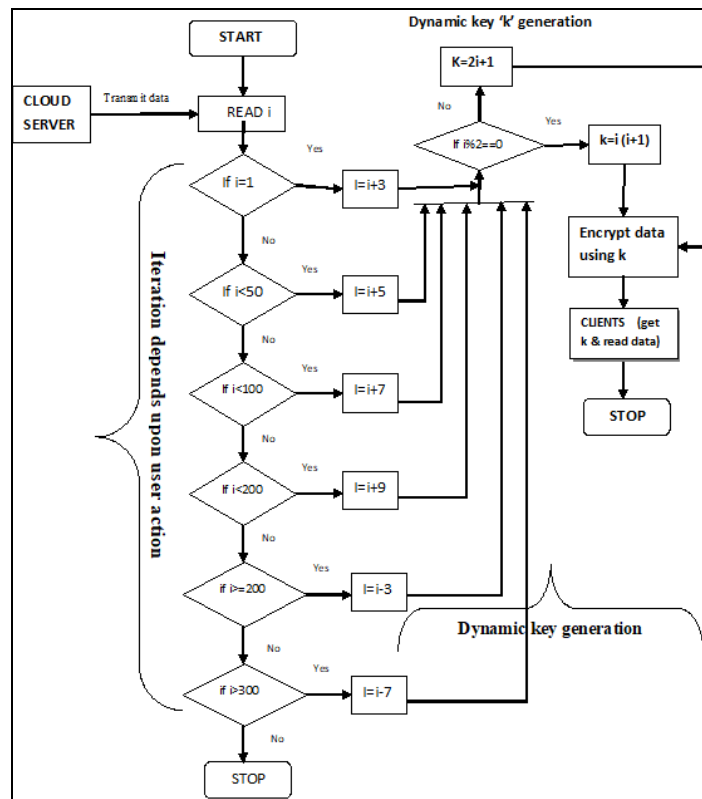 Dynamic key ‘k’ generation
START
K=2i+1
CLOUD
SERVER
Transmit data
READ i
No
Yes
If i%2==0
k=i (i+1)
Yes
If i=1
I=i+3
No
Encrypt data
using k
Yes
If i<50
I=i+5
No
CLIENTS (get
k & read data)
Yes
If i<100
I=i+7
STOP
No
Yes
If i<200
I=i+9
No
Yes
if i>=200
I=i-3
No
Yes
if i>300
I=i-7
No
STOP
Iteration depends upon user
action
Dynamic key generation